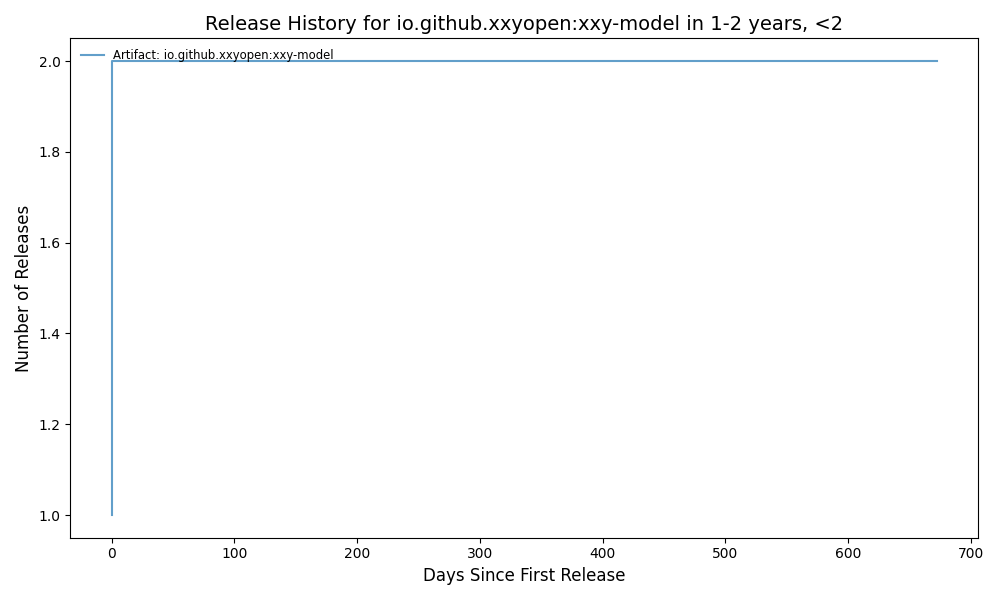 Release History for io.github.xxyopen:xxy-model in 1-2 years, <2
Artifact: io.github.xxyopen:xxy-model
2.0
1.8
1.6
1.4
1.2
1.0
Number of Releases
0 100 200 300 400 500 600 700
Days Since First Release